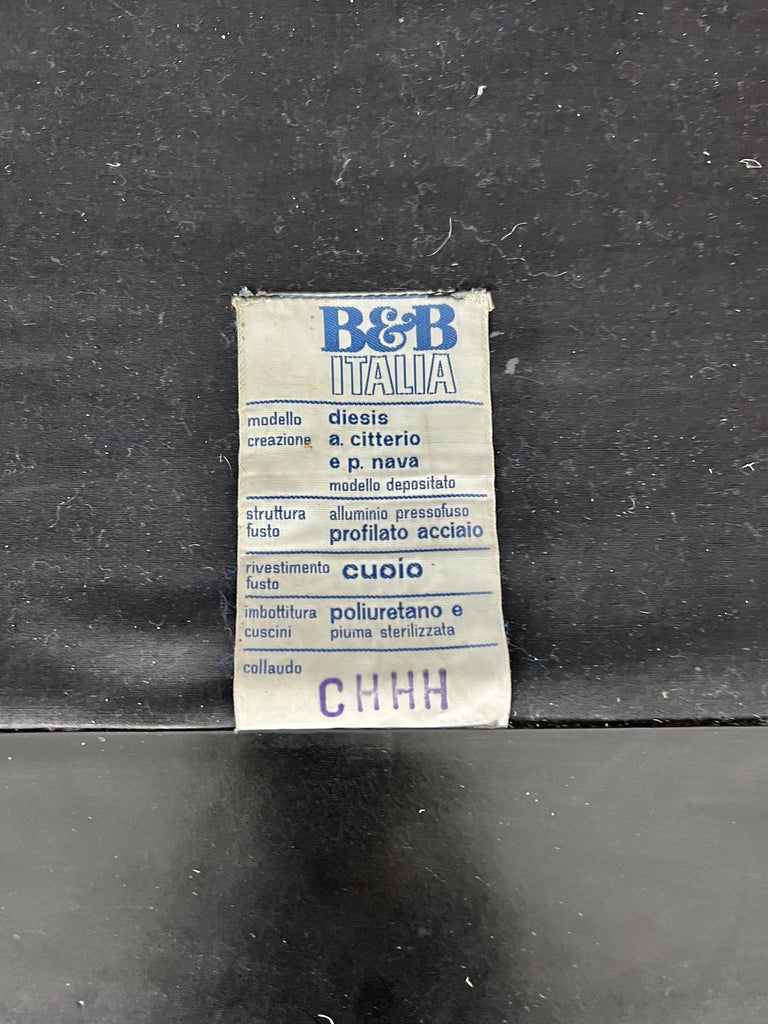 B&B
ITALIA
modello diesis
creazione a. citterio
e p. nava
modello depositato
struttura alluminio pressofuso
fusto profilato acciaio
rivestimento cuoio
fusto
imbottitura poliuretano e
cuscini piuma sterilizzata
collaudo
CHHH